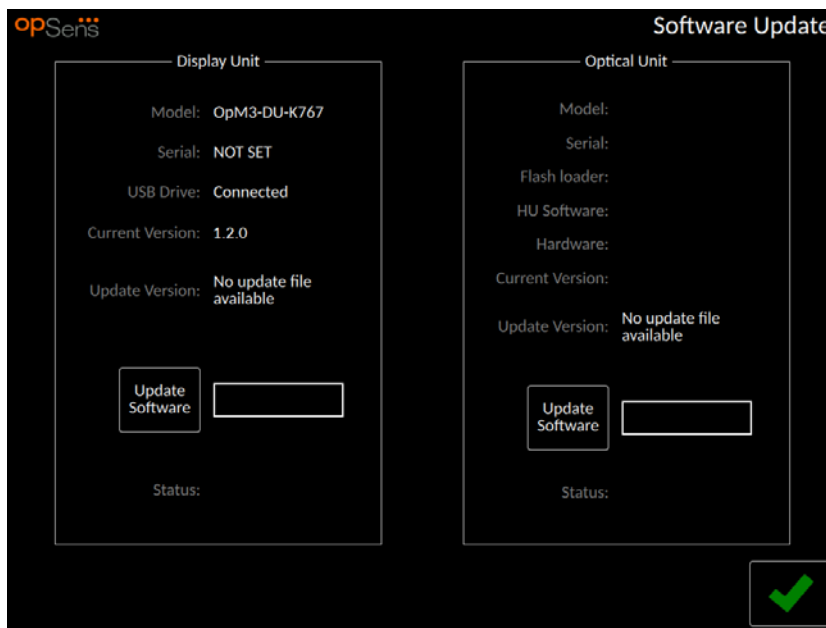 opSens
Software Update
Display Unit
Model: OpM3-DU-K767
Serial: NOT SET
USB Drive: Connected
Current Version: 1.2.0
Update Version: No update file
available
Update
Software
Status:
Optical Unit
Model:
Serial:
Flash loader:
HU Software:
Hardware:
Current Version:
Update Version: No update file
available
Update
Software
Status: